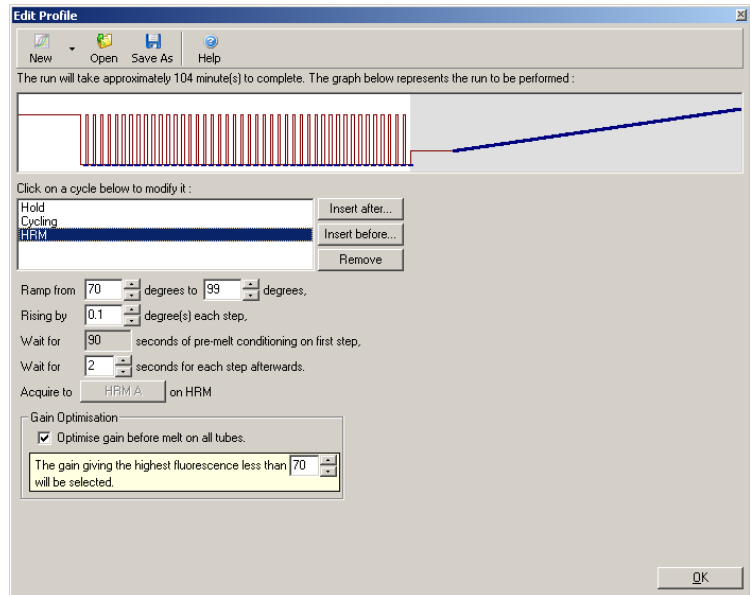 Edit Profile
New Open Save As Help
The run will take approximately 104 minute(s) to complete. The graph below represents the run to be performed :
Click on a cycle below to modify it :
Hold
Cycling
HRM
Insert after...
Insert before...
Remove
Ramp from 70 degrees to 99 degrees,
Rising by 0.1 degree(s) each step,
Wait for 90 seconds of pre-melt conditioning on first step,
Wait for 2 seconds for each step afterwards.
Acquire to HRM A on HRM
Gain Optimisation
Optimise gain before melt on all tubes.
The gain giving the highest fluorescence less than 70
will be selected.
OK